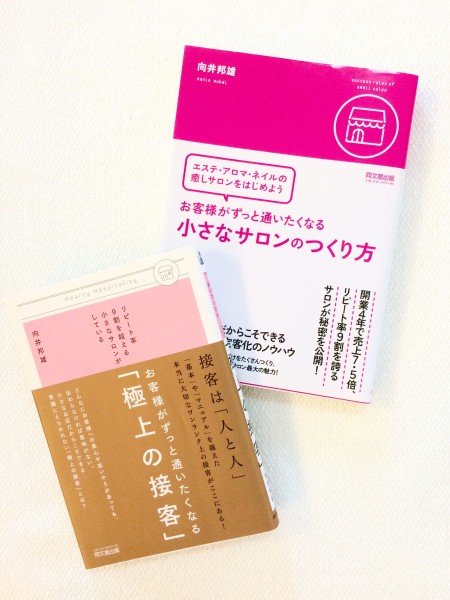 向井邦雄
kunio mukai
success rules of
small salon
同文舘出版
エステ・アロマ・ネイルの
癒しサロンをはじめよう
お客様がずっと通いたくなる
小さなサロンのつくり方
開業4年で売上7.5倍、
リピート率9割を誇る
サロンが秘密を公開!
だからこそできる
客化のノウハウ
リピート率
9割を超える
小さなサロンが
している
向井邦雄
接客は「人と人」
「基本」や「マニュアル」を越えた
本当に大切なワンランク上の接客がここにある!
お客様がずっと通いたくなる
「極上の接客」
同文舘出版